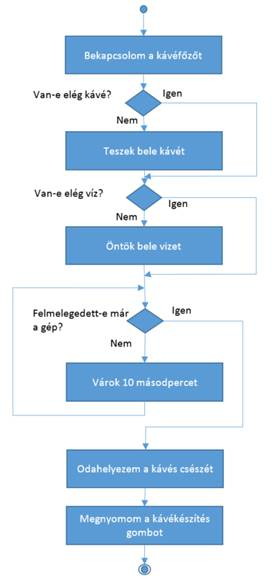 Bekapcsolom a kávéfőzőt
Van-e elég kávé?
Igen
Nem
Teszek bele kávét
Van-e elég víz?
Igen
Nem
Öntök bele vizet
Felmelegedett-e már
a gép?
Igen
Nem
Várok 10 másodpercet
Odahelyezem a kávés csészét
Megnyomom a kávékészítés
gombot